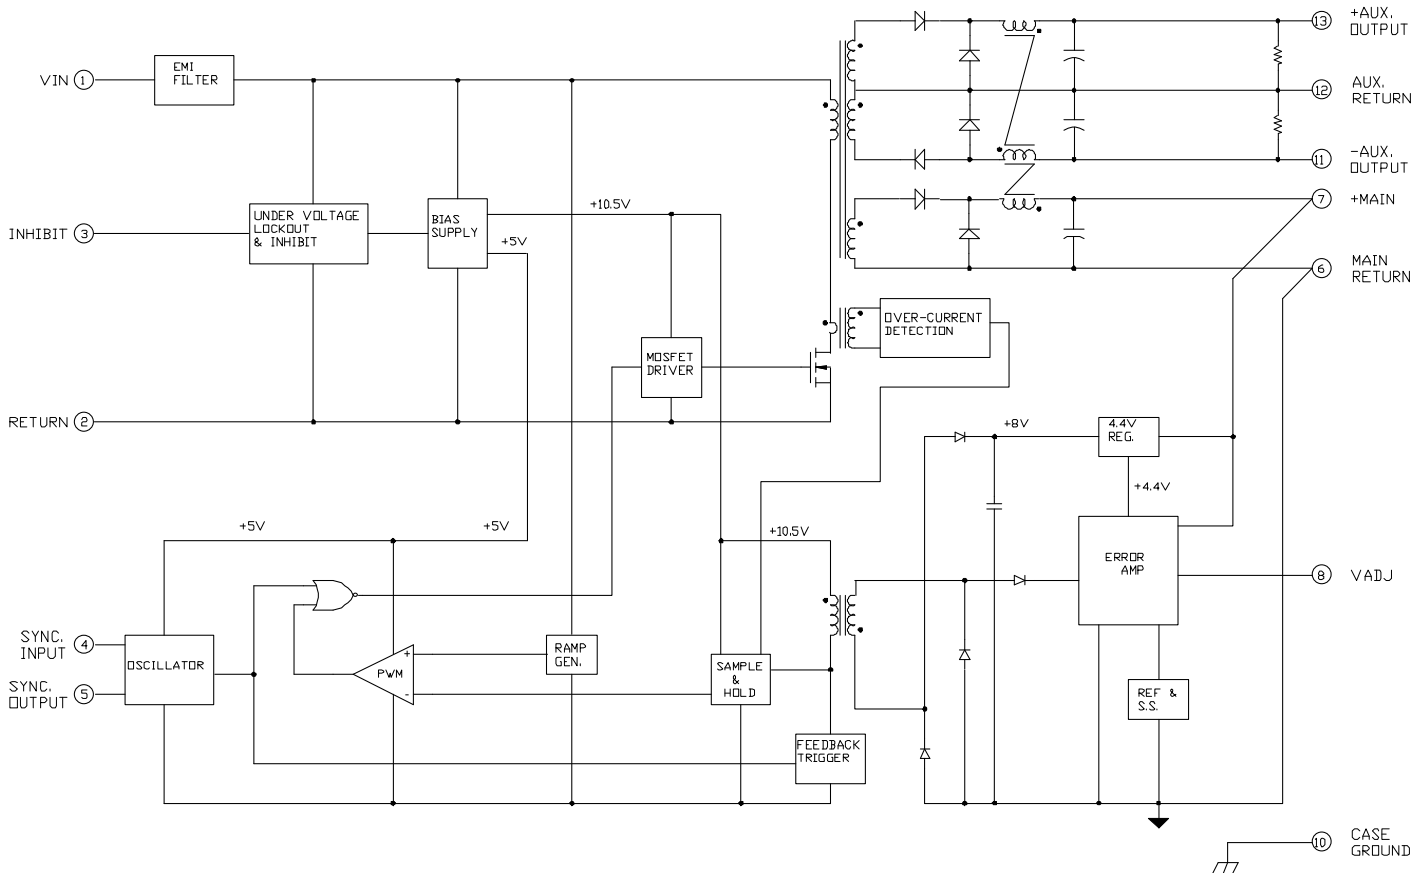 13
+AUX.
OUTPUT
EMI
FILTER
VIN
1
12
AUX.
RETURN
11
-AUX.
OUTPUT
+10.5V
7
+MAIN
UNDER VOLTAGE
LOCKOUT
& INHIBIT
BIAS
SUPPLY
INHIBIT
3
+5V
6
MAIN
RETURN
OVER-CURRENT
DETECTION
MOSFET
DRIVER
RETURN
2
+8V
4.4V
REG.
+4.4V
+5V
+5V
+10.5V
ERROR
AMP
8
VADJ
SYNC.
INPUT
4
OSCILLATOR
+
PWM
-
RAMP
GEN.
SAMPLE
&
HOLD
SYNC.
OUTPUT
5
REF &
S.S.
FEEDBACK
TRIGGER
10
CASE
GROUND